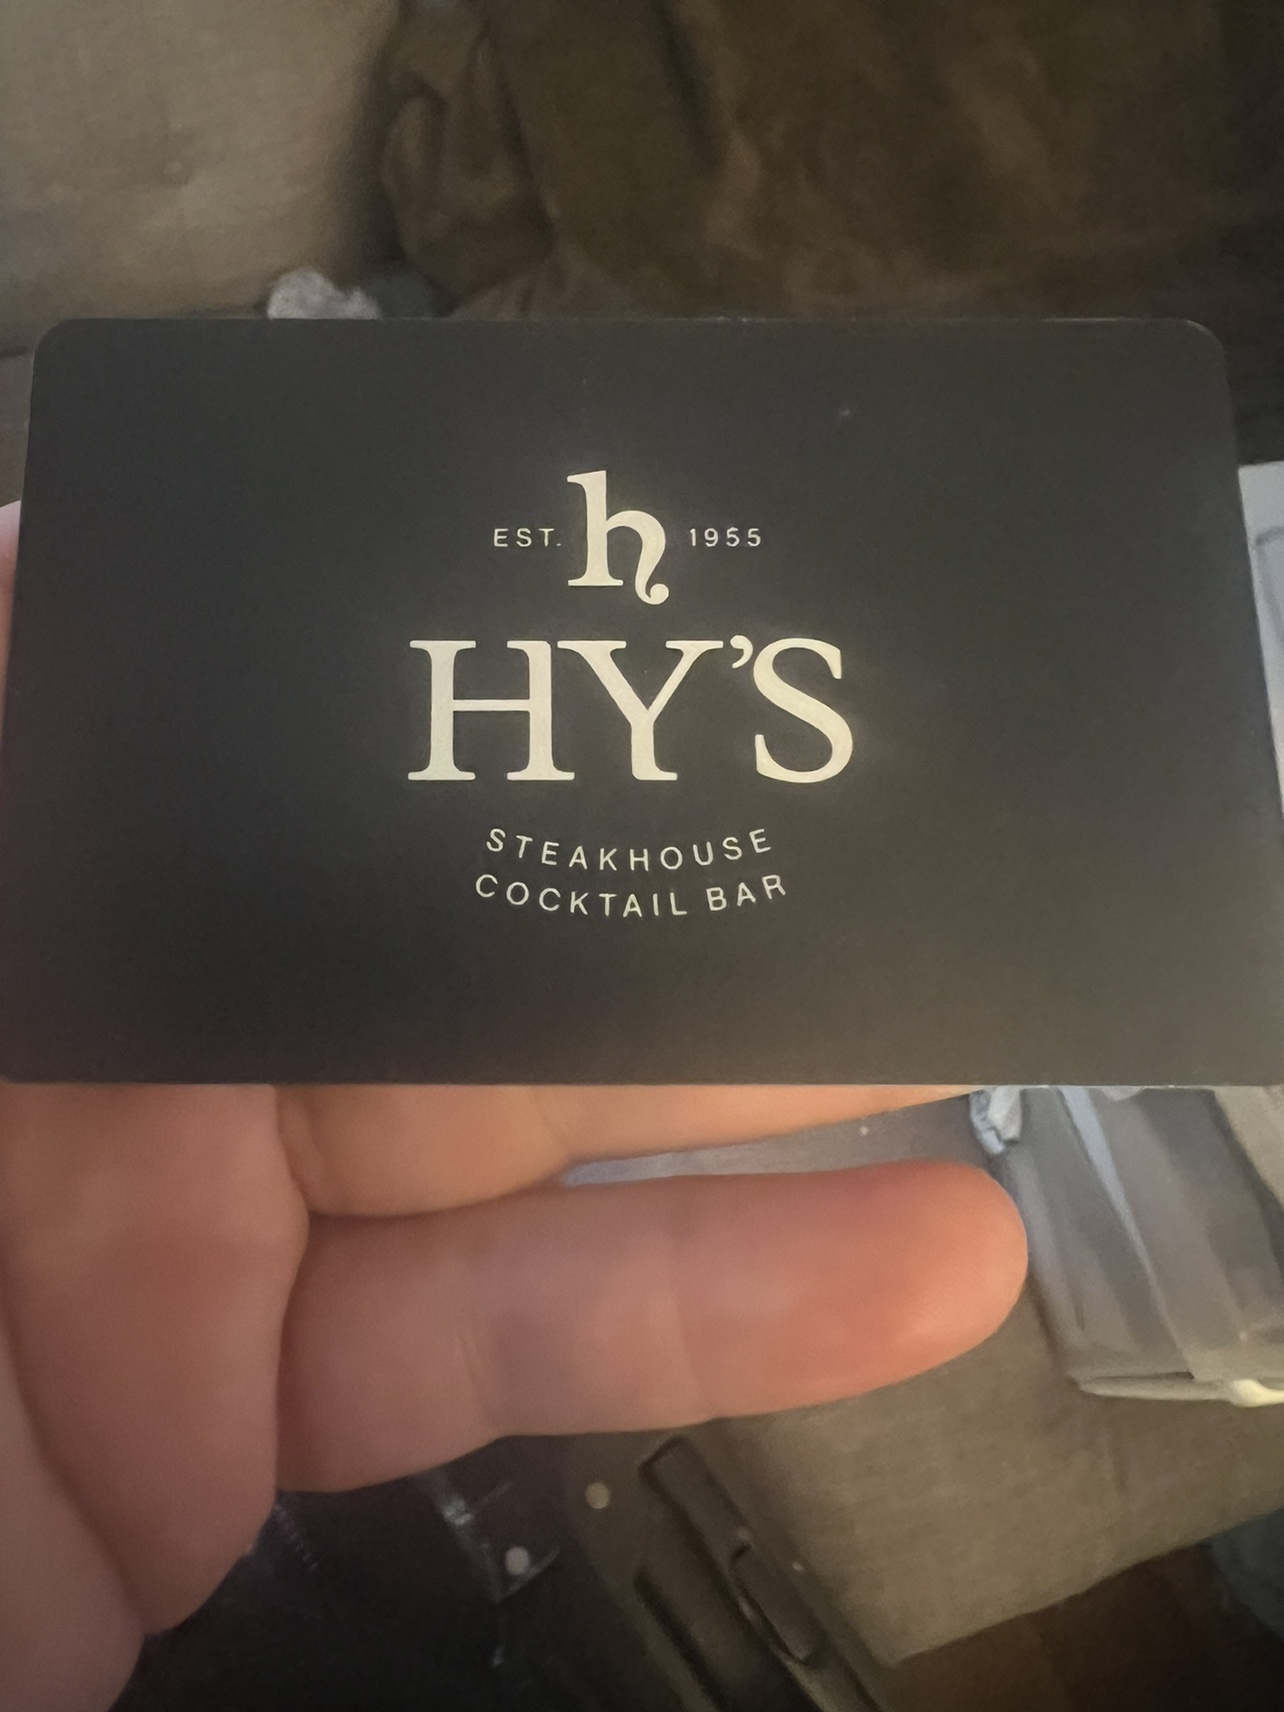 EST. h 1955
HY'S
STEAKHOUSE
COCKTAIL BAR